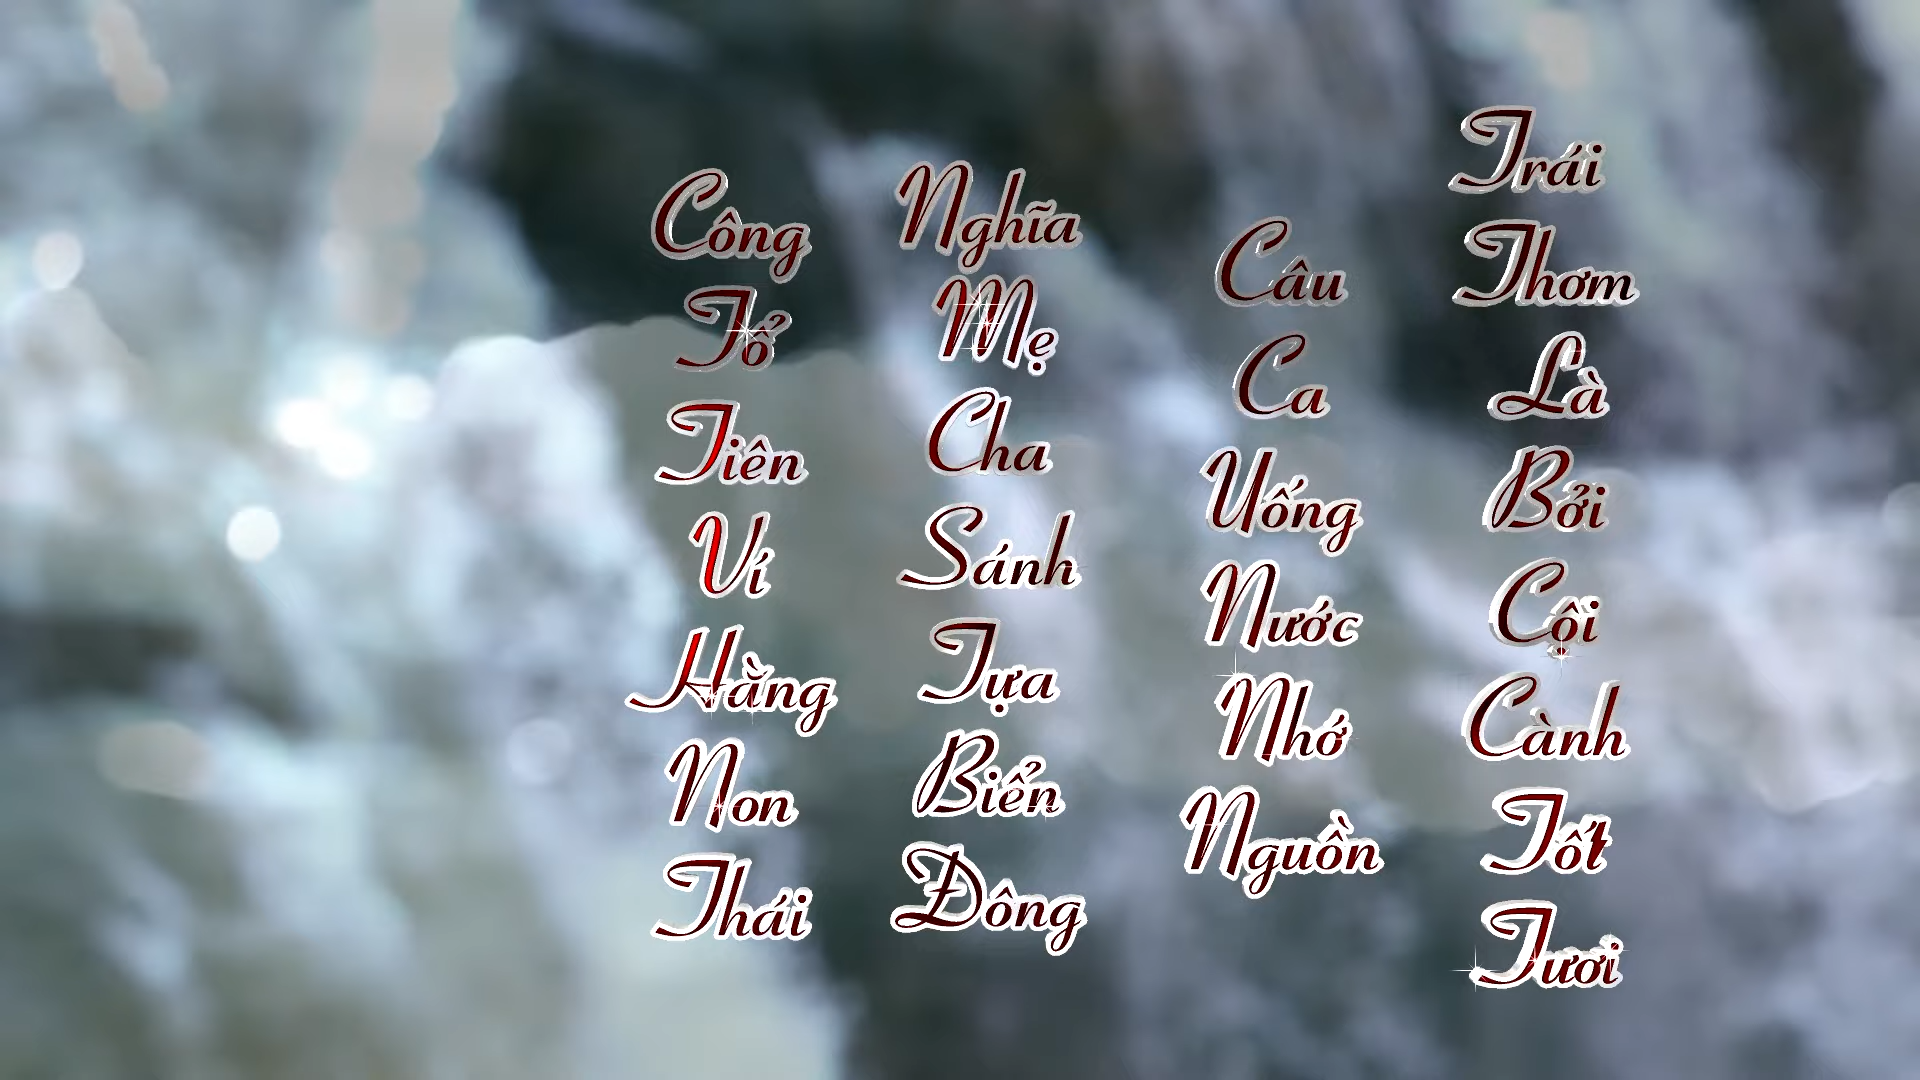 Công
Tổ
Tiên
Ví
Hằng
Non
Thái
Nghĩa
Mẹ
Cha
Sánh
Tựa
Biển
Đông
Câu
Ca
Uống
Nước
Nhớ
Nguồn
Trái
Thơm
Là
Bởi
Cội
Cành
Tốt
Tươi